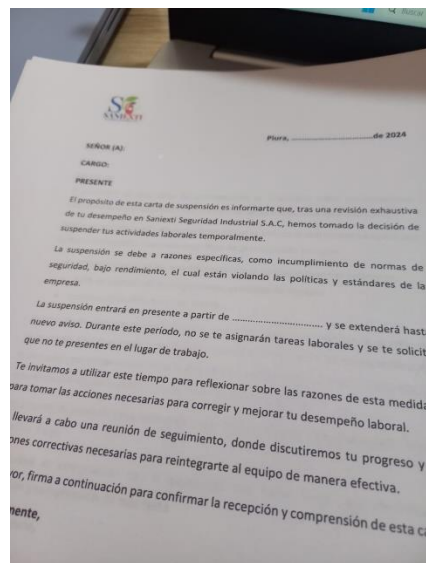 Buscar
SANIEXTI
Piura, ..............................de 2024
SEÑOR (A):
CARGO:
PRESENTE
El propósito de esta carta de suspensión es informarte que, tras una revisión exhaustiva
de tu desempeño en Saniexti Seguridad Industrial S.A.C, hemos tomado la decisión de
suspender tus actividades laborales temporalmente.
La suspensión se debe a razones específicas, como incumplimiento de normas de
seguridad, bajo rendimiento, el cual están violando las políticas y estándares de la
empresa.
La suspensión entrará en presente a partir de .................................. y se extenderá hast
nuevo aviso. Durante este período, no se te asignarán tareas laborales y se te solicit
que no te presentes en el lugar de trabajo.
Te invitamos a utilizar este tiempo para reflexionar sobre las razones de esta medida
para tomar las acciones necesarias para corregir y mejorar tu desempeño laboral.
llevará a cabo una reunión de seguimiento, donde discutiremos tu progreso y
ones correctivas necesarias para reintegrarte al equipo de manera efectiva.
vor, firma a continuación para confirmar la recepción y comprensión de esta ca
mente,